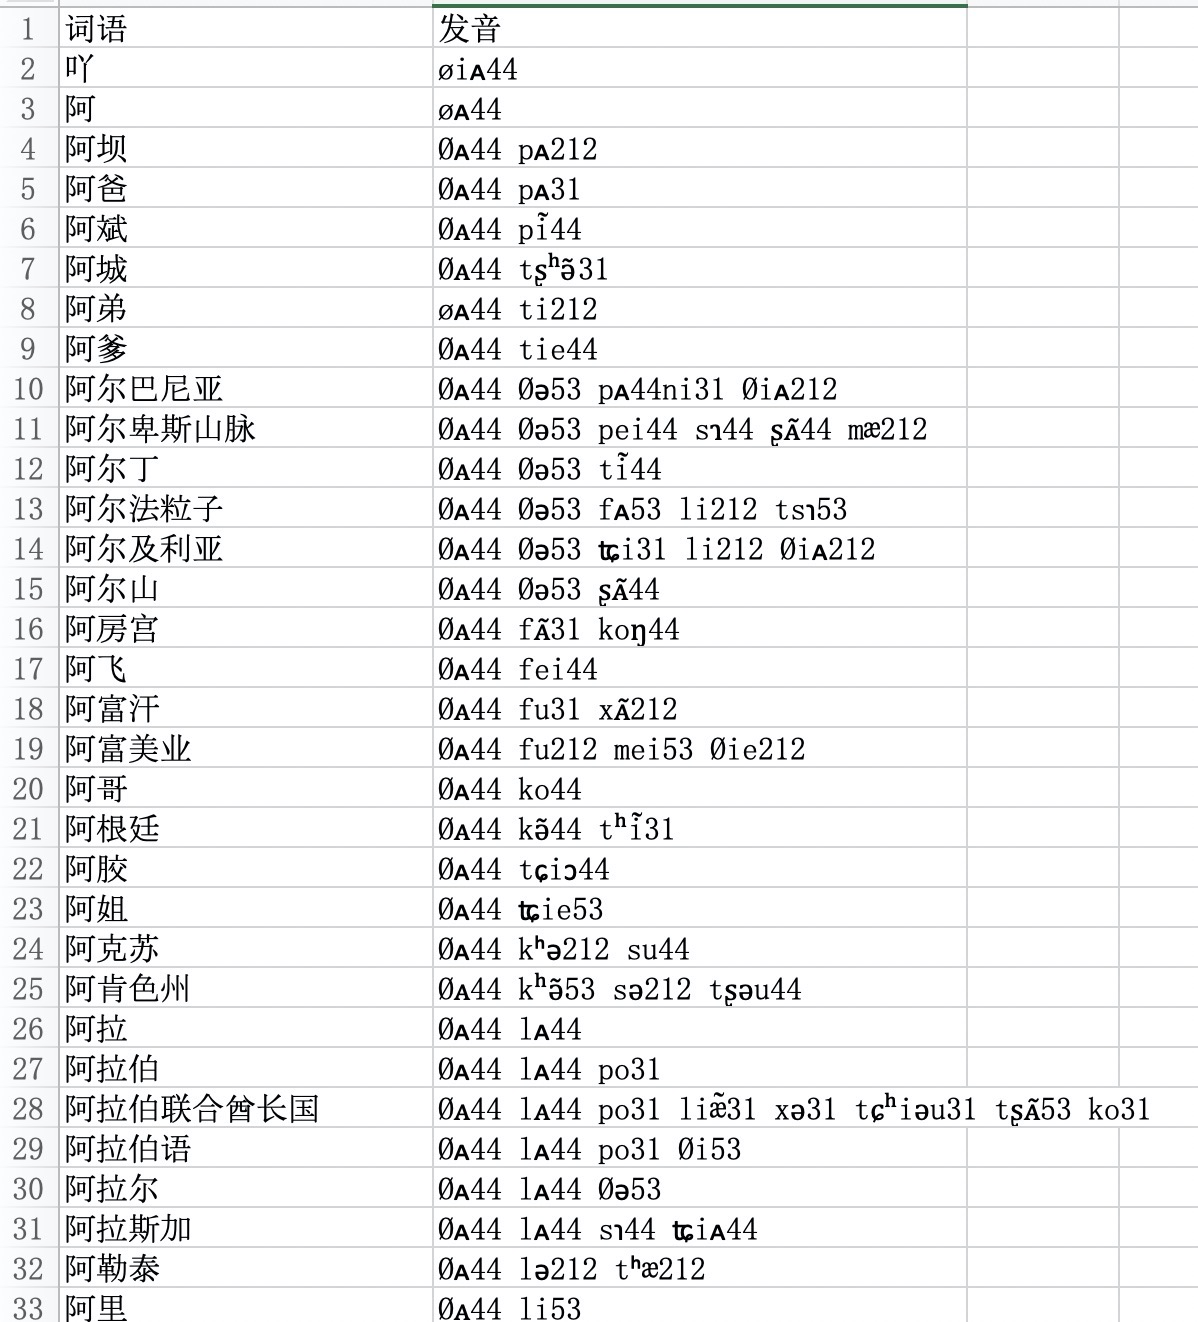 1 词语 发音
2 吖 øiᴀ44
3 阿 øᴀ44
4 阿坝 Øᴀ44 pᴀ212
5 阿爸 Øᴀ44 pᴀ31
6 阿斌 Øᴀ44 pĩ44
7 阿城 Øᴀ44 tʂʰə̃31
8 阿弟 øᴀ44 ti212
9 阿爹 Øᴀ44 tie44
10 阿尔巴尼亚 Øᴀ44 Øə53 pᴀ44ni31 Øiᴀ212
11 阿尔卑斯山脉 Øᴀ44 Øə53 pei44 sɿ44 ʂᴀ̃44 mæ212
12 阿尔丁 Øᴀ44 Øə53 tĩ44
13 阿尔法粒子 Øᴀ44 Øə53 fᴀ53 li212 tsɿ53
14 阿尔及利亚 Øᴀ44 Øə53 ʨi31 li212 Øiᴀ212
15 阿尔山 Øᴀ44 Øə53 ʂᴀ̃44
16 阿房宫 Øᴀ44 fᴀ̃31 koŋ44
17 阿飞 Øᴀ44 fei44
18 阿富汗 Øᴀ44 fu31 xᴀ̃212
19 阿富美业 Øᴀ44 fu212 mei53 Øie212
20 阿哥 Øᴀ44 ko44
21 阿根廷 Øᴀ44 kə̃44 tʰĩ31
22 阿胶 Øᴀ44 tɕiɔ44
23 阿姐 Øᴀ44 ʨie53
24 阿克苏 Øᴀ44 kʰə212 su44
25 阿肯色州 Øᴀ44 kʰə̃53 sə212 tʂəu44
26 阿拉 Øᴀ44 lᴀ44
27 阿拉伯 Øᴀ44 lᴀ44 po31
28 阿拉伯联合酋长国 Øᴀ44 lᴀ44 po31 liæ̃31 xə31 tɕʰiəu31 tʂᴀ̃53 ko31
29 阿拉伯语 Øᴀ44 lᴀ44 po31 Øi53
30 阿拉尔 Øᴀ44 lᴀ44 Øə53
31 阿拉斯加 Øᴀ44 lᴀ44 sɿ44 ʨiᴀ44
32 阿勒泰 Øᴀ44 lə212 tʰæ212
33 阿里 Øᴀ44 li53